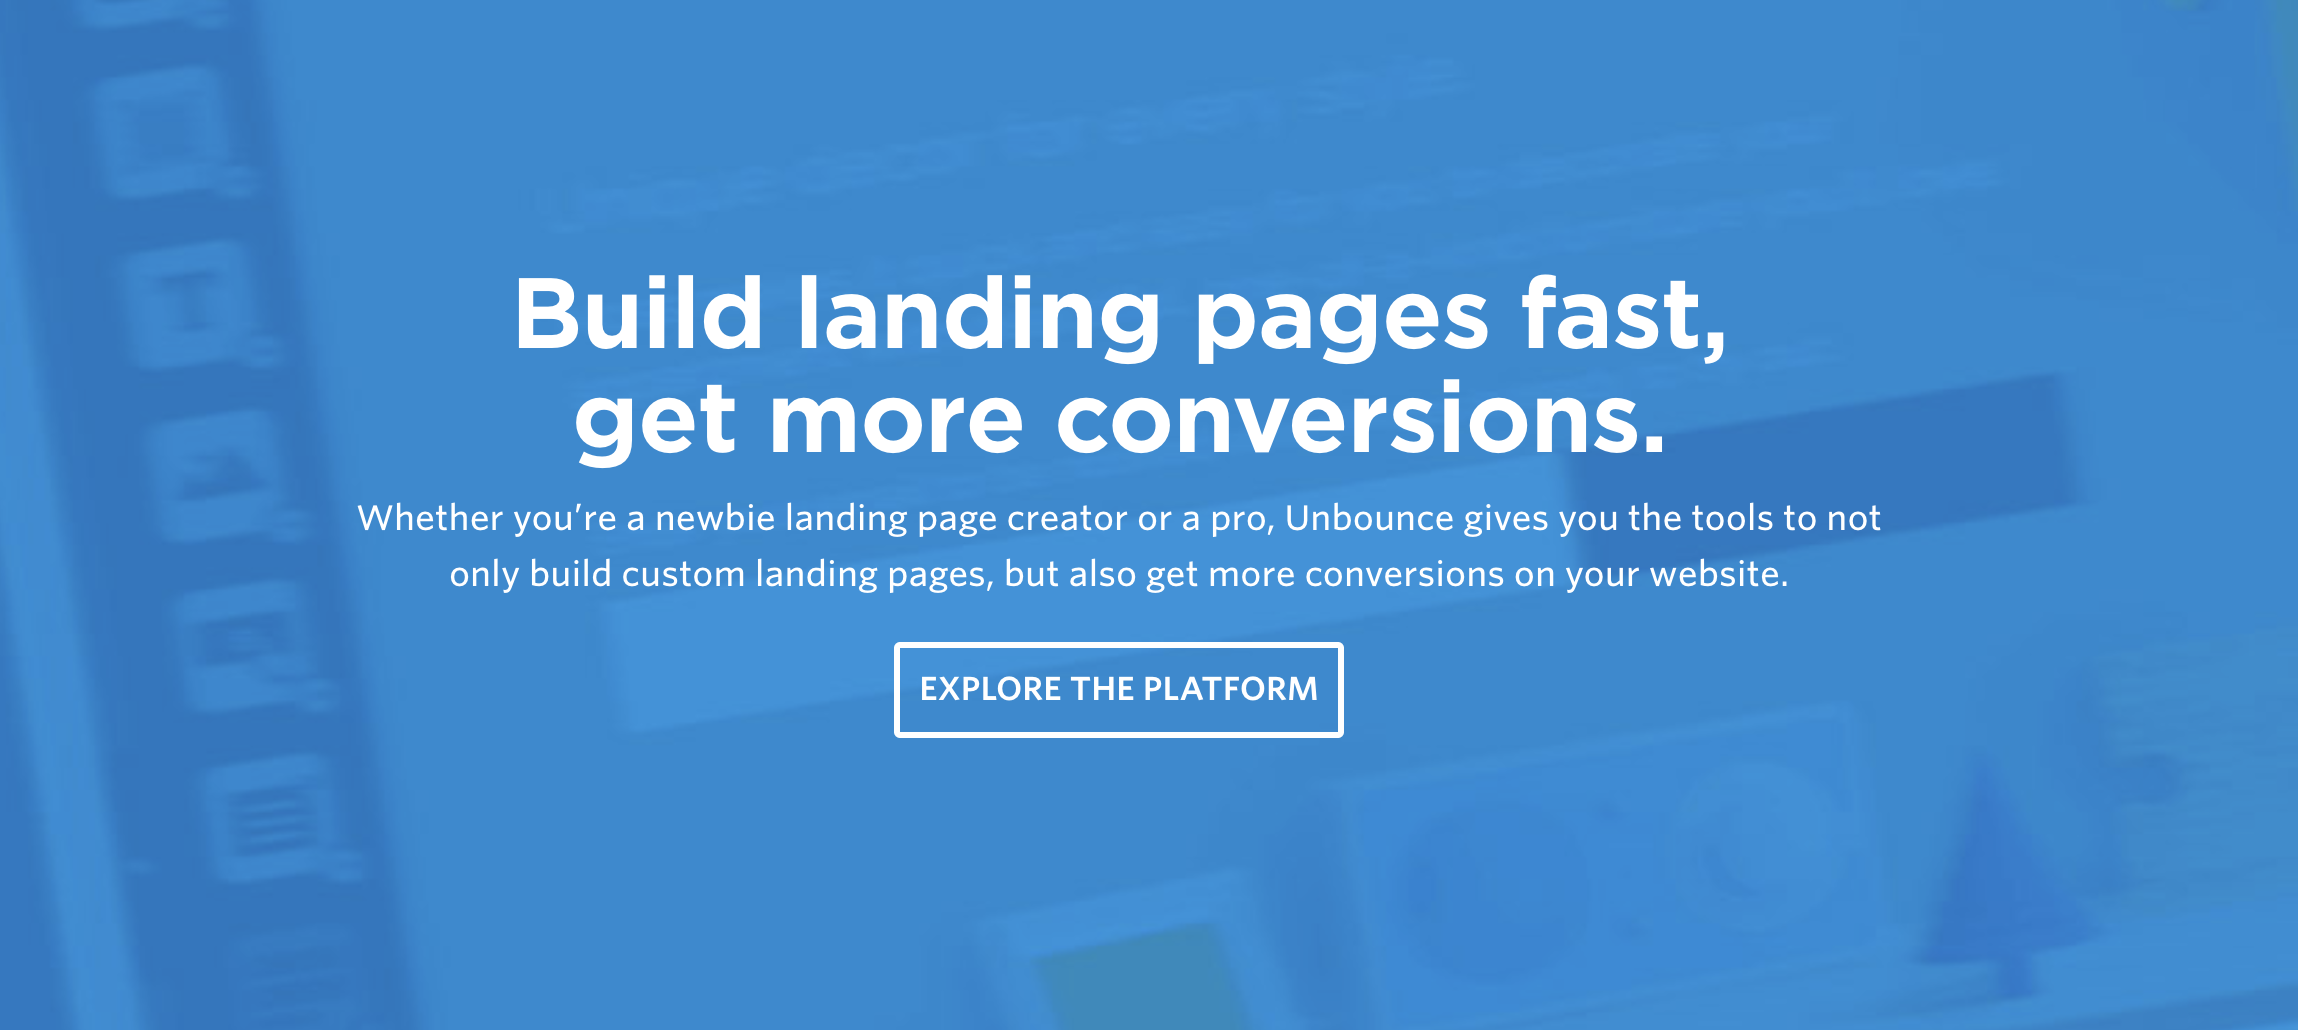 Build landing pages fast,
get more conversions.
Whether you’re a newbie landing page creator or a pro, Unbounce gives you the tools to not
only build custom landing pages, but also get more conversions on your website.
EXPLORE THE PLATFORM